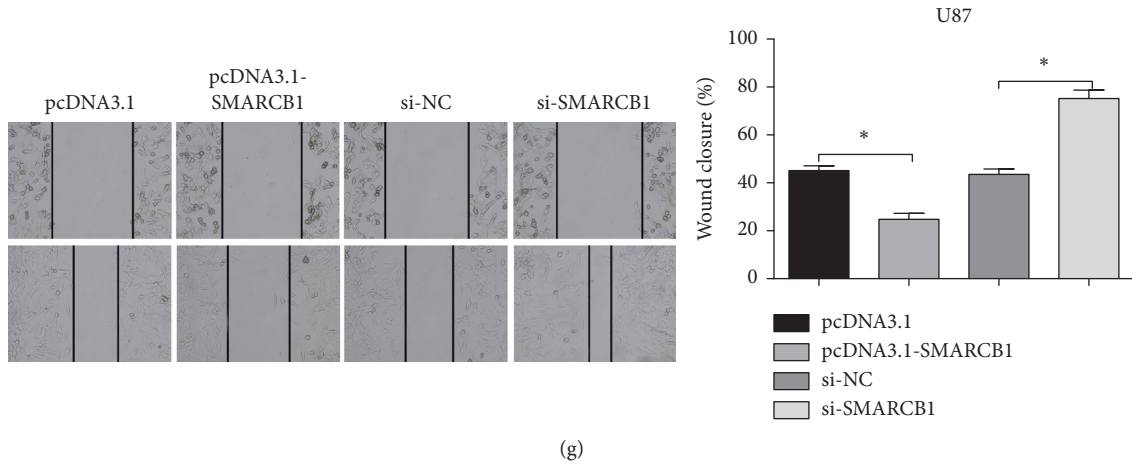 pcDNA3.1
pcDNA3.1-
SMARCB1
si-NC
si-SMARCB1
U87
Wound closure (%)
100
80
60
40
20
0
*
*
pcDNA3.1
pcDNA3.1-SMARCB1
si-NC
si-SMARCB1
(g)